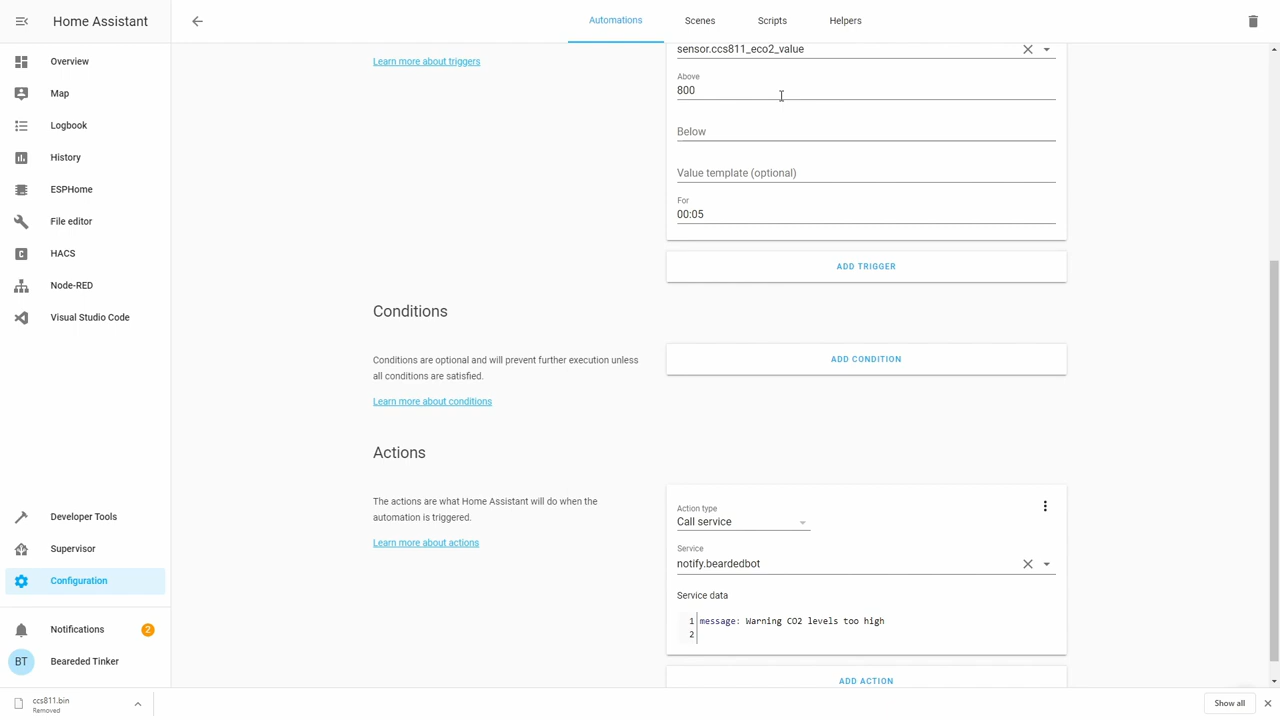 Home Assistant
Automations
Scenes
Scripts
Helpers
Overview
Map
Logbook
History
ESPHome
File editor
HACS
Node-RED
Visual Studio Code
Developer Tools
Supervisor
Configuration
Notifications
2
BT
Bearded Tinker
Learn more about triggers
sensor.ccs811_eco2_value
Above
800
Below
Value template (optional)
For
00:05
ADD TRIGGER
Conditions
Conditions are optional and will prevent further execution unless
all conditions are satisfied.
Learn more about conditions
ADD CONDITION
Actions
The actions are what Home Assistant will do when the
automation is triggered.
Learn more about actions
Action type
Call service
Service
notify.beardedbot
Service data
1 message: Warning CO2 levels too high
2
ADD ACTION
ccs811.bin
Removed
Show all